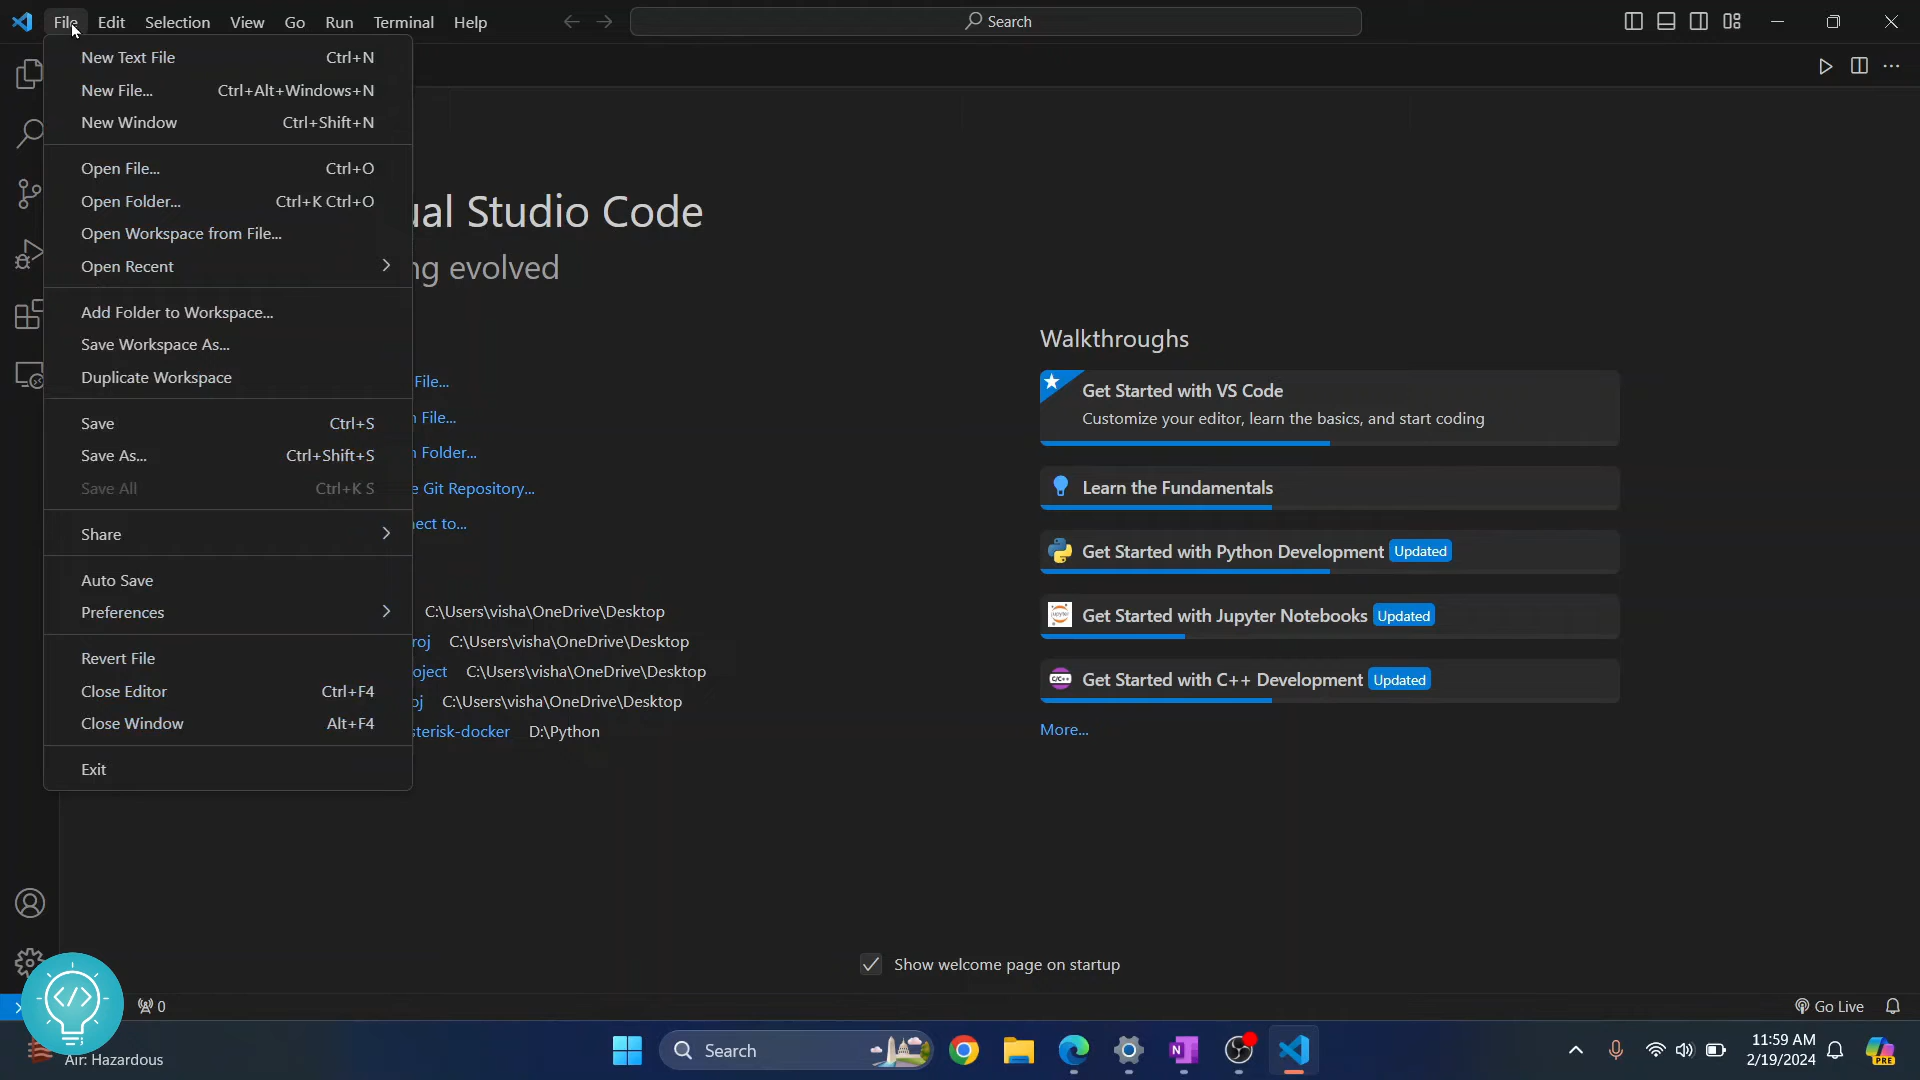 File Edit Selection View Go Run Terminal Help
Search
New Text File Ctrl+N
New File... Ctrl+Alt+Windows+N
New Window Ctrl+Shift+N
Open File... Ctrl+O
Open Folder... Ctrl+K Ctrl+O
Open Workspace from File...
Open Recent
Add Folder to Workspace...
Save Workspace As...
Duplicate Workspace
Save Ctrl+S
Save As... Ctrl+Shift+S
Save All Ctrl+K S
Share
Auto Save
Preferences
Revert File
Close Editor Ctrl+F4
Close Window Alt+F4
Exit
Studio Code
evolved
File...
File...
Folder...
Git Repository...
to...
C:\Users\visha\OneDrive\Desktop
C:\Users\visha\OneDrive\Desktop
C:\Users\visha\OneDrive\Desktop
C:\Users\visha\OneDrive\Desktop
terisk-docker D:\Python
Walkthroughs
Get Started with VS Code
Customize your editor, learn the basics, and start coding
Learn the Fundamentals
Get Started with Python Development Updated
Get Started with Jupyter Notebooks Updated
Get Started with C++ Development Updated
More...
Show welcome page on startup
0
Go Live
Air: Hazardous
Search
11:59 AM
2/19/2024
PRE